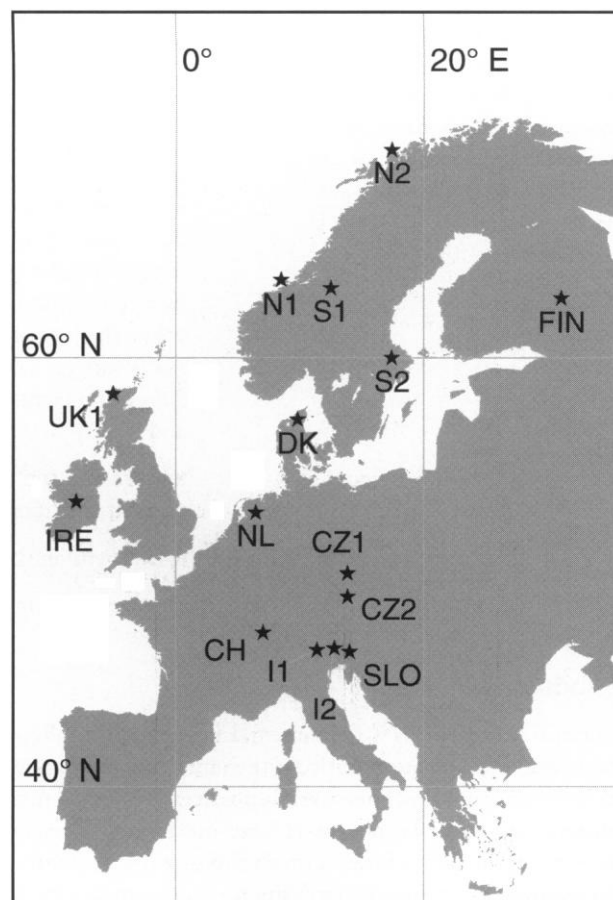 0°
20° E
N2
N1
S1
FIN
60° N
S2
UK1
DK
IRE
NL
CZ1
CZ2
CH
I1
SLO
I2
40° N